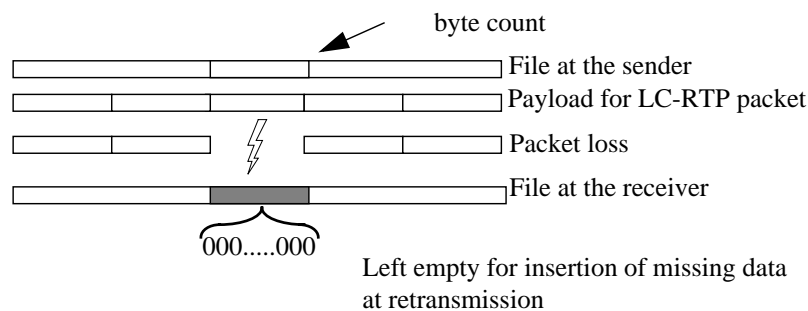 byte count
File at the sender
Payload for LC-RTP packet
Packet loss
File at the receiver
000.....000
Left empty for insertion of missing data
at retransmission